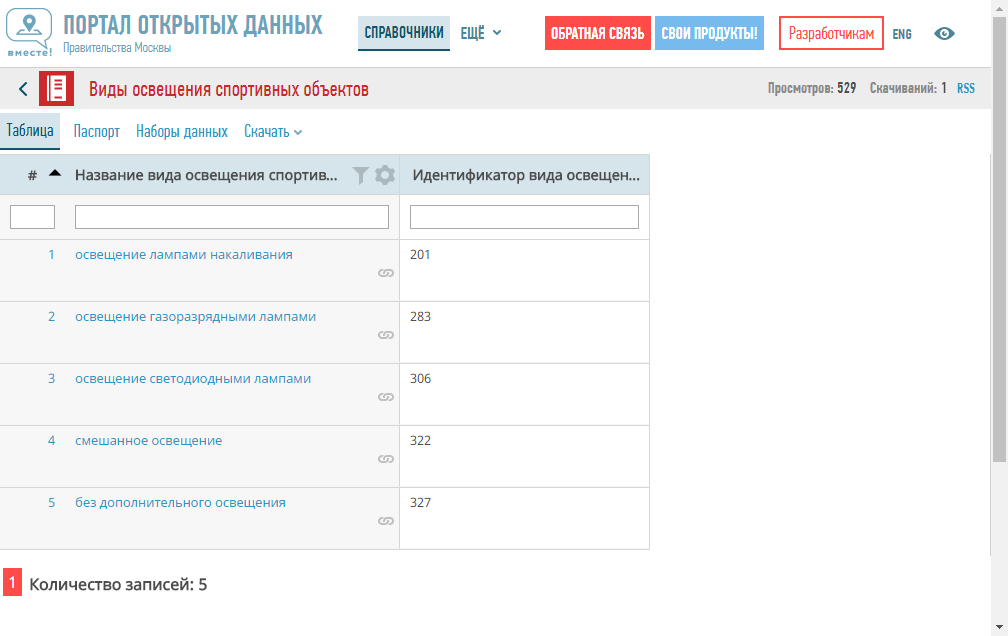 вместе!
ПОРТАЛ ОТКРЫТЫХ ДАННЫХ
Правительства Москвы
СПРАВОЧНИКИ ЕЩЁ ОБРАТНАЯ СВЯЗЬ СВОИ ПРОДУКТЫ! Разработчикам ENG
Виды освещения спортивных объектов Просмотров: 529 Скачиваний: 1 RSS
Таблица Паспорт Наборы данных Скачать
# Название вида освещения спортив... Идентификатор вида освещен...
1 освещение лампами накаливания 201
2 освещение газоразрядными лампами 283
3 освещение светодиодными лампами 306
4 смешанное освещение 322
5 без дополнительного освещения 327
1 Количество записей: 5